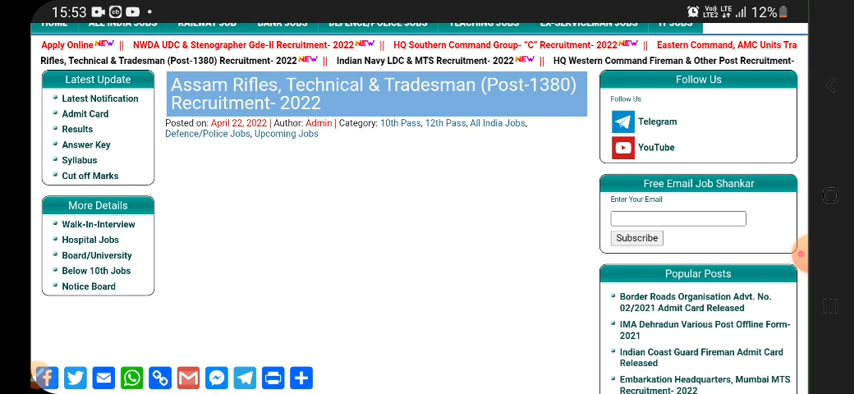 15:53
Vo)) LTE
LTE2
12%
HOME ALL INDIA JOBS RAILWAY JOB BANK JOBS DEFENCE/POLICE JOBS TEACHING JOBS EX-SERVICEMAN JOBS IT JOBS
Apply Online NEW || NWDA UDC & Stenographer Gde-II Recruitment- 2022 NEW || HQ Southern Command Group- "C" Recruitment- 2022 NEW || Eastern Command, AMC Units Tra
Rifles, Technical & Tradesman (Post-1380) Recruitment- 2022 NEW || Indian Navy LDC & MTS Recruitment- 2022 NEW || HQ Western Command Fireman & Other Post Recruitment-
Latest Update
Latest Notification
Admit Card
Results
Answer Key
Syllabus
Cut off Marks
More Details
Walk-In-Interview
Hospital Jobs
Board/University
Below 10th Jobs
Notice Board
Assam Rifles, Technical & Tradesman (Post-1380)
Recruitment- 2022
Posted on: April 22, 2022 | Author: Admin | Category: 10th Pass, 12th Pass, All India Jobs,
Defence/Police Jobs, Upcoming Jobs
Follow Us
Follow Us
Telegram
YouTube
Free Email Job Shankar
Enter Your Email
Subscribe
Popular Posts
Border Roads Organisation Advt. No.
02/2021 Admit Card Released
IMA Dehradun Various Post Offline Form-
2021
Indian Coast Guard Fireman Admit Card
Released
Embarkation Headquarters, Mumbai MTS
Recruitment- 2022